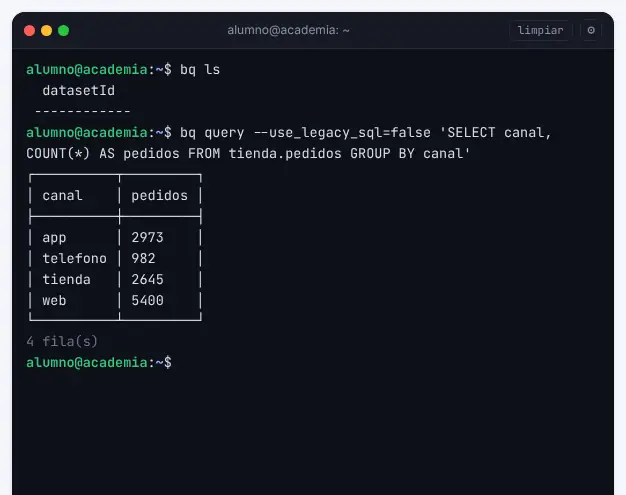 alumno@academia: ~
limpiar
alumno@academia:~$ bq ls
datasetId
------------
alumno@academia:~$ bq query --use_legacy_sql=false 'SELECT canal,
COUNT(*) AS pedidos FROM tienda.pedidos GROUP BY canal'
canal pedidos
app 2973
telefono 982
tienda 2645
web 5400
4 fila(s)
alumno@academia:~$